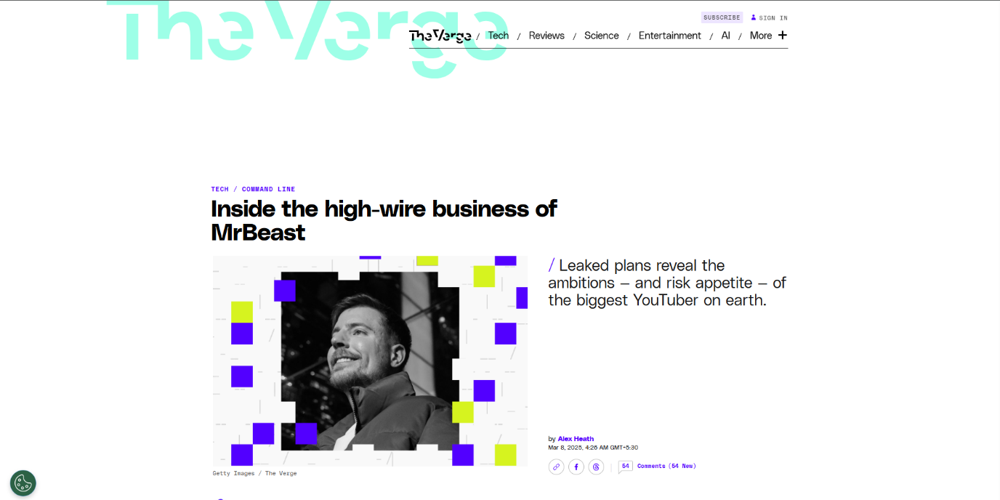 The Verge
SUBSCRIBE SIGN IN
The Verge / Tech / Reviews / Science / Entertainment / AI / More +
TECH / COMMAND LINE
Inside the high-wire business of
MrBeast
/ Leaked plans reveal the
ambitions — and risk appetite — of
the biggest YouTuber on earth.
by Alex Heath
Mar 8, 2025, 4:26 AM GMT+5:30
54 Comments (54 New)
Getty Images / The Verge